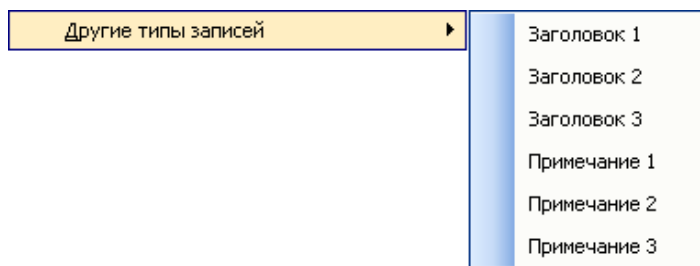 Другие типы записей
Заголовок 1
Заголовок 2
Заголовок 3
Примечание 1
Примечание 2
Примечание 3